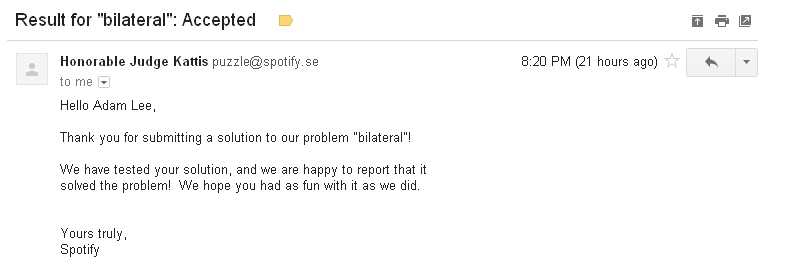 Result for "bilateral": Accepted
Honorable Judge Kattis puzzle@spotify.se 8:20 PM (21 hours ago)
to me
Hello Adam Lee,
Thank you for submitting a solution to our problem "bilateral"!
We have tested your solution, and we are happy to report that it
solved the problem! We hope you had as fun with it as we did.
Yours truly,
Spotify